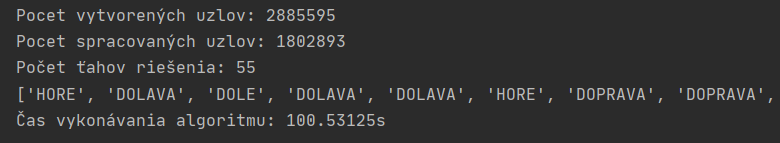 Pocet vytvorených uzlov: 2885595
Pocet spracovaných uzlov: 1802893
Počet ťahov riešenia: 55
['HORE', 'DOLAVA', 'DOLE', 'DOLAVA', 'DOLAVA', 'HORE', 'DOPRAVA', 'DOPRAVA',
Čas vykonávania algoritmu: 100.53125s